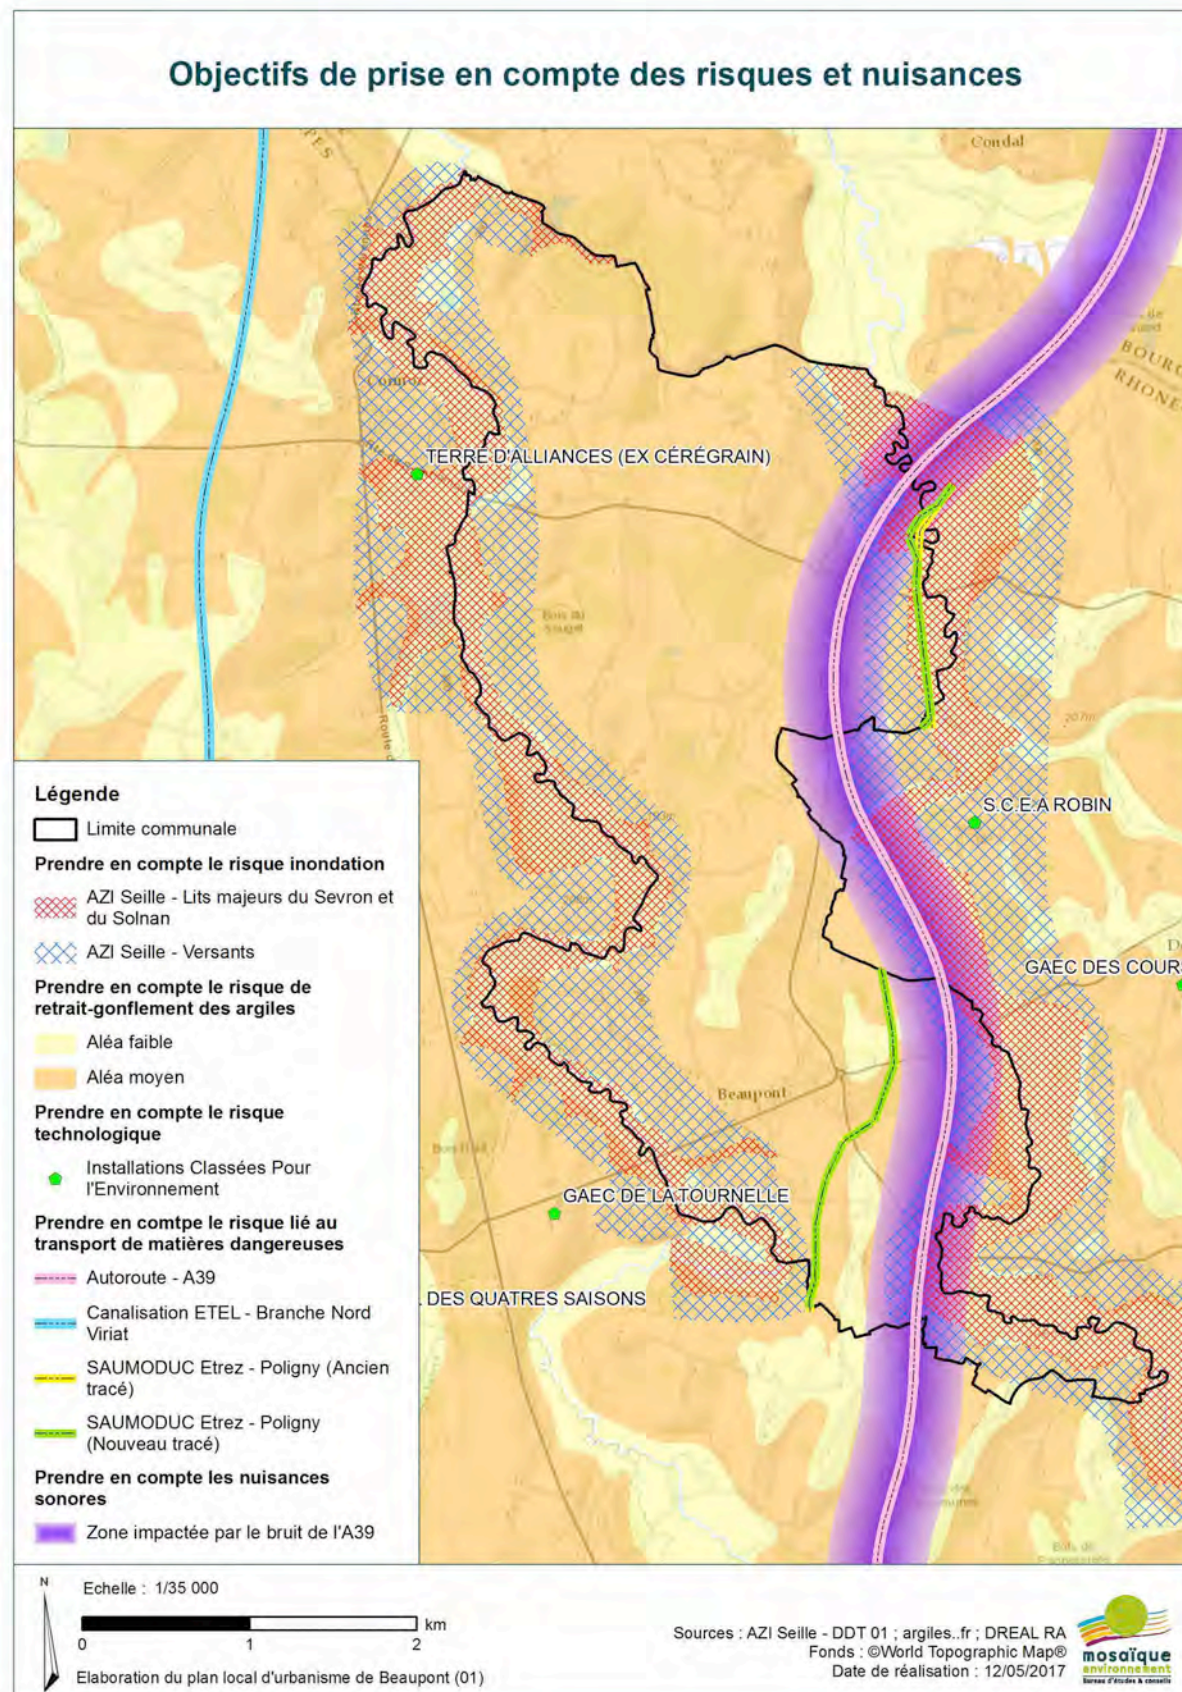 Objectifs de prise en compte des risques et nuisances
Condal
BOURG
RHONE
TERRE D'ALLIANCES (EX CÉRÉGRAIN)
207m
S.C.E.A ROBIN
GAEC DES COURS
Beaupont
GAEC DE LA TOURNELLE
DES QUATRES SAISONS
Légende
Limite communale
Prendre en compte le risque inondation
AZI Seille - Lits majeurs du Sevron et
du Solnan
AZI Seille - Versants
Prendre en compte le risque de
retrait-gonflement des argiles
Aléa faible
Aléa moyen
Prendre en compte le risque
technologique
Installations Classées Pour
l'Environnement
Prendre en comtpe le risque lié au
transport de matières dangereuses
Autoroute - A39
Canalisation ETEL - Branche Nord
Viriat
SAUMODUC Etrez - Poligny (Ancien
tracé)
SAUMODUC Etrez - Poligny
(Nouveau tracé)
Prendre en compte les nuisances
sonores
Zone impactée par le bruit de l'A39
N
Echelle : 1/35 000
km
0 1 2
Elaboration du plan local d'urbanisme de Beaupont (01)
Sources : AZI Seille - DDT 01 ; argiles..fr ; DREAL RA
Fonds : ©World Topographic Map®
Date de réalisation : 12/05/2017
mosaïque
environnement
Bureau d'études & conseils